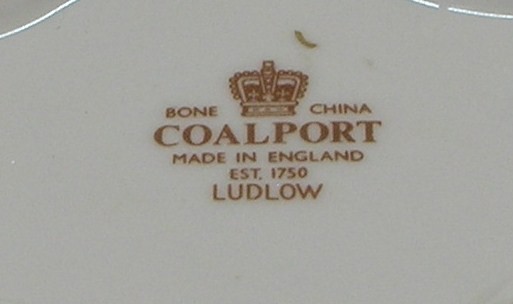 BONE CHINA
COALPORT
MADE IN ENGLAND
EST. 1750
LUDLOW